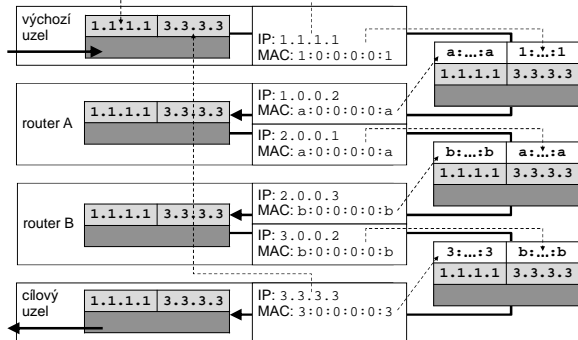 výchozí
uzel
1.1.1.1 3.3.3.3
IP: 1.1.1.1
MAC: 1:0:0:0:0:1
a:...:a 1:...:1
1.1.1.1 3.3.3.3
router A
1.1.1.1 3.3.3.3
IP: 1.0.0.2
MAC: a:0:0:0:0:a
IP: 2.0.0.1
MAC: a:0:0:0:0:a
b:...:b a:...:a
1.1.1.1 3.3.3.3
router B
1.1.1.1 3.3.3.3
IP: 2.0.0.3
MAC: b:0:0:0:0:b
IP: 3.0.0.2
MAC: b:0:0:0:0:b
3:...:3 b:...:b
1.1.1.1 3.3.3.3
cílový
uzel
1.1.1.1 3.3.3.3
IP: 3.3.3.3
MAC: 3:0:0:0:0:3